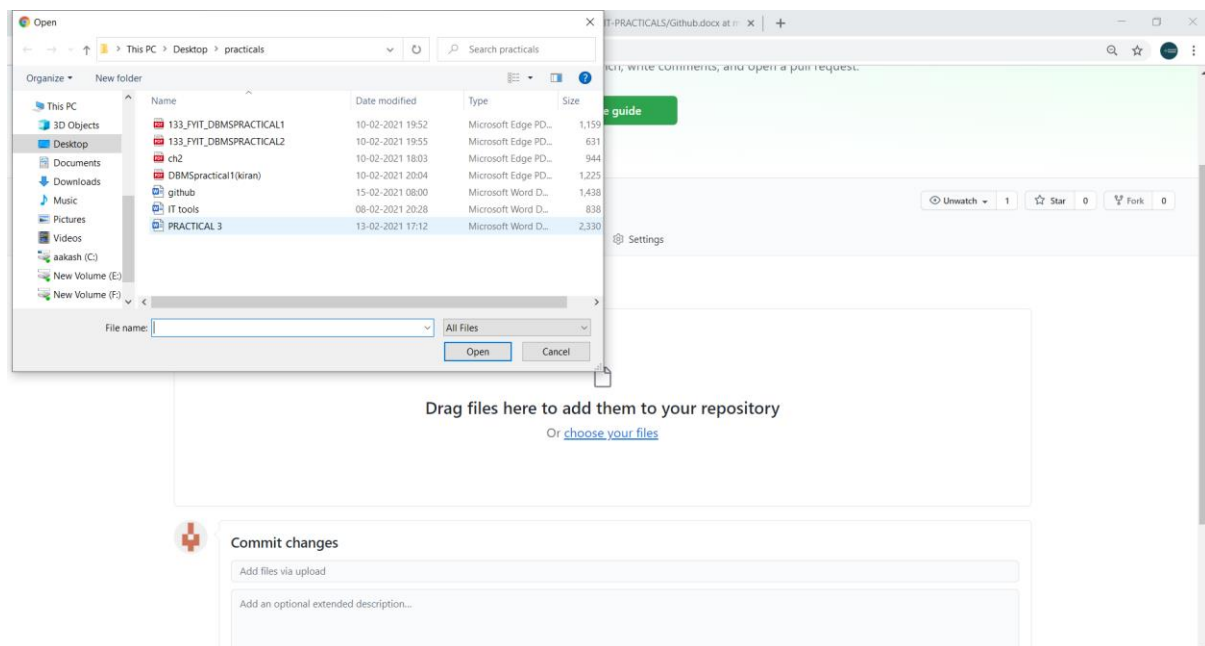 Open
IT-PRACTICALS/Github.docx at m
This PC > Desktop > practicals
Search practicals
Organize
New folder
write comments, and open a pull request.
guide
This PC
3D Objects
Desktop
Documents
Downloads
Music
Pictures
Videos
aakash (C:)
New Volume (E:)
New Volume (F:)
Name Date modified Type Size
133_FYIT_DBMSPRACTICAL1 10-02-2021 19:52 Microsoft Edge PD... 1,159
133_FYIT_DBMSPRACTICAL2 10-02-2021 19:55 Microsoft Edge PD... 631
ch2 10-02-2021 18:03 Microsoft Edge PD... 944
DBMSpractical1(kiran) 10-02-2021 20:04 Microsoft Edge PD... 1,225
github 15-02-2021 08:00 Microsoft Word D... 1,438
IT tools 08-02-2021 20:28 Microsoft Word D... 838
PRACTICAL 3 13-02-2021 17:12 Microsoft Word D... 2,330
File name:
All Files
Open Cancel
Unwatch 1 Star 0 Fork 0
Settings
Drag files here to add them to your repository
Or choose your files
Commit changes
Add files via upload
Add an optional extended description...